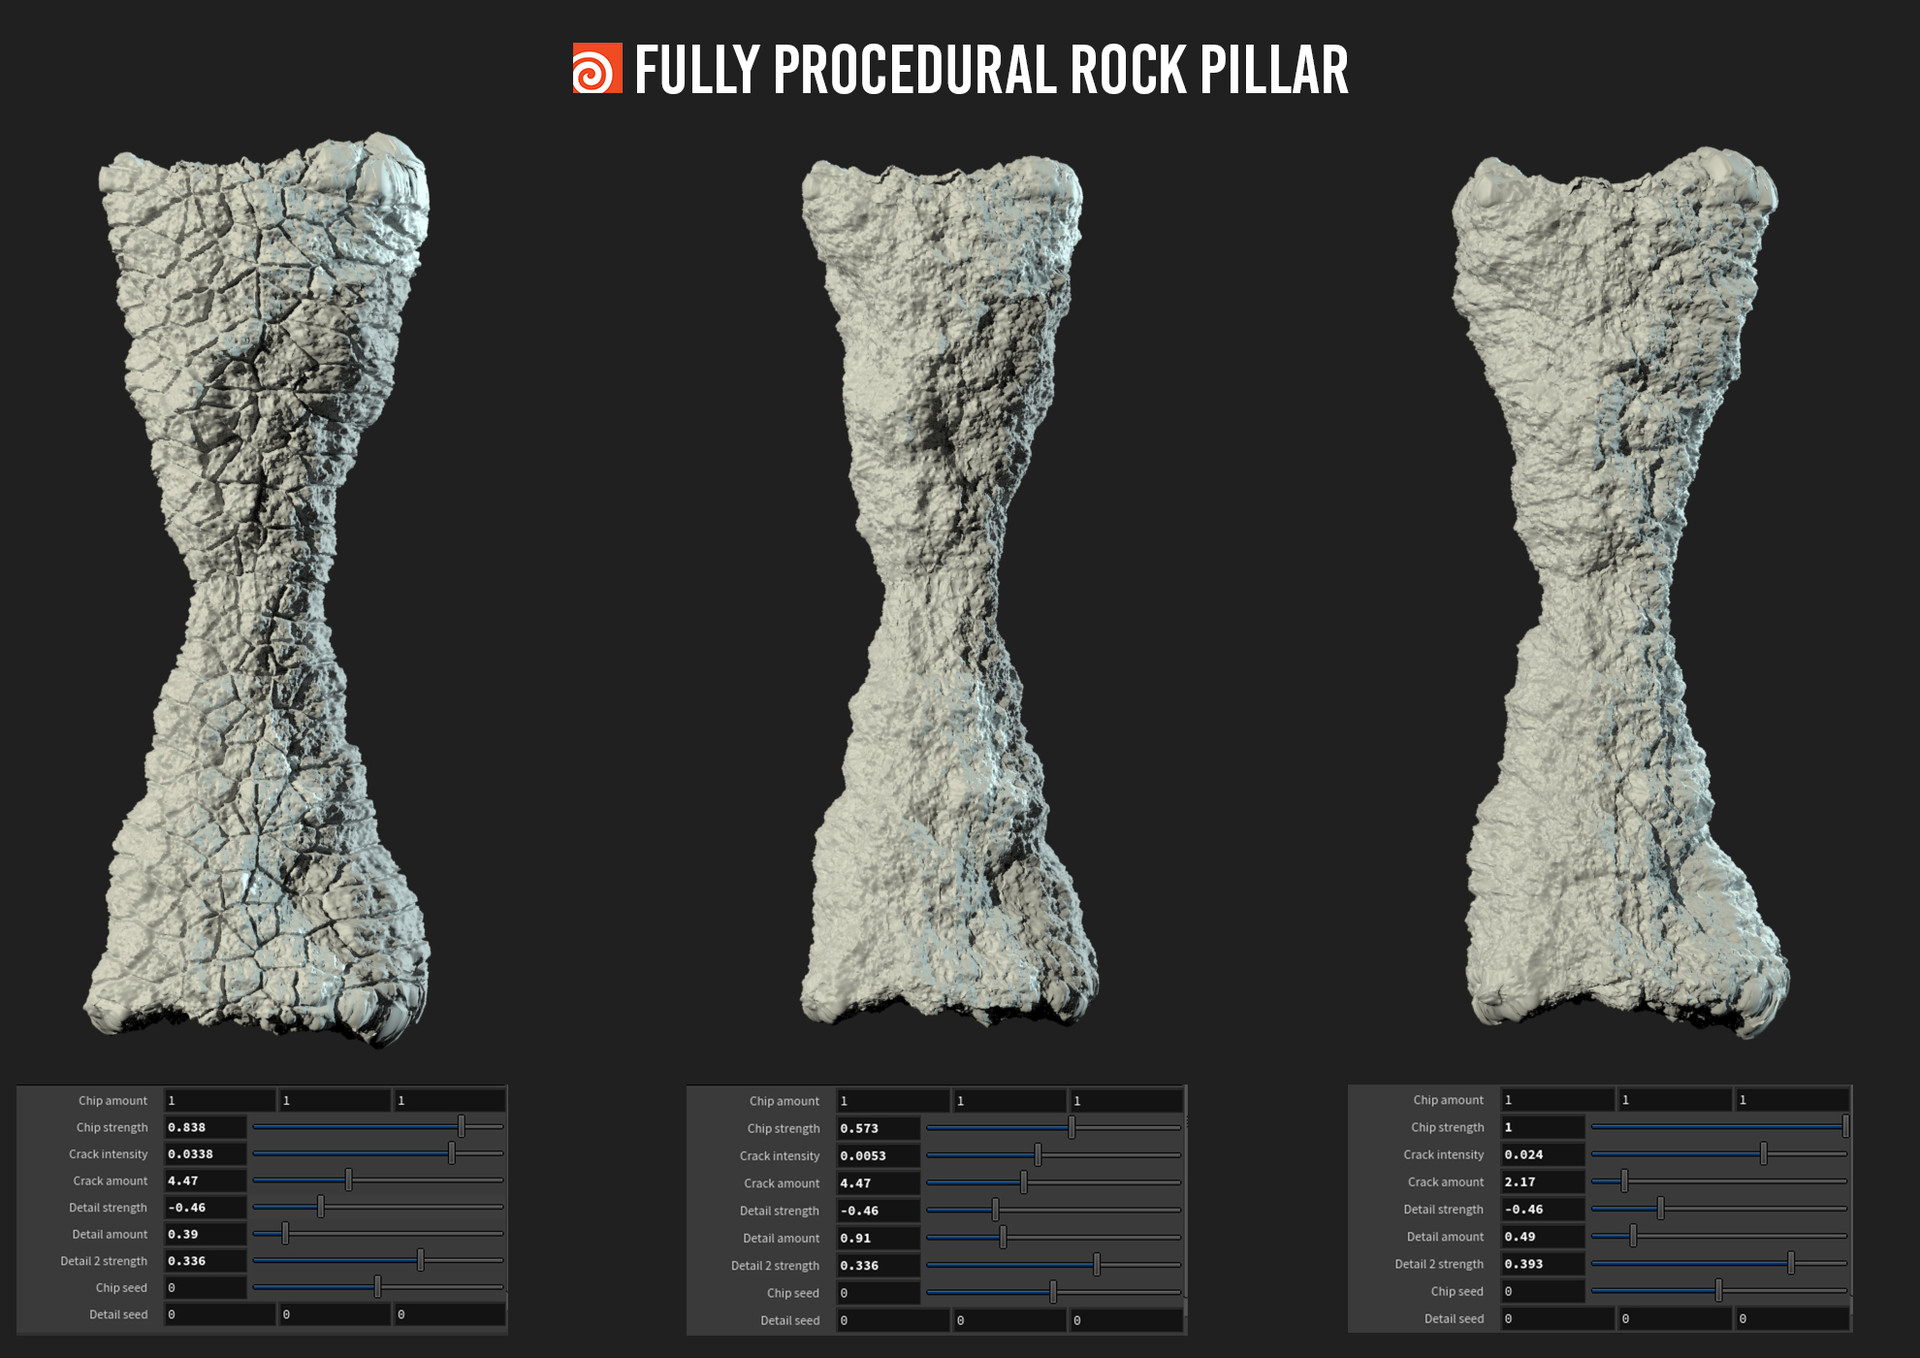 FULLY PROCEDURAL ROCK PILLAR
Chip amount 1 1 1
Chip strength 0.838
Crack intensity 0.0338
Crack amount 4.47
Detail strength -0.46
Detail amount 0.39
Detail 2 strength 0.336
Chip seed 0
Detail seed 0 0 0
Chip amount 1 1 1
Chip strength 0.573
Crack intensity 0.0053
Crack amount 4.47
Detail strength -0.46
Detail amount 0.91
Detail 2 strength 0.336
Chip seed 0
Detail seed 0 0 0
Chip amount 1 1 1
Chip strength 1
Crack intensity 0.024
Crack amount 2.17
Detail strength -0.46
Detail amount 0.49
Detail 2 strength 0.393
Chip seed 0
Detail seed 0 0 0